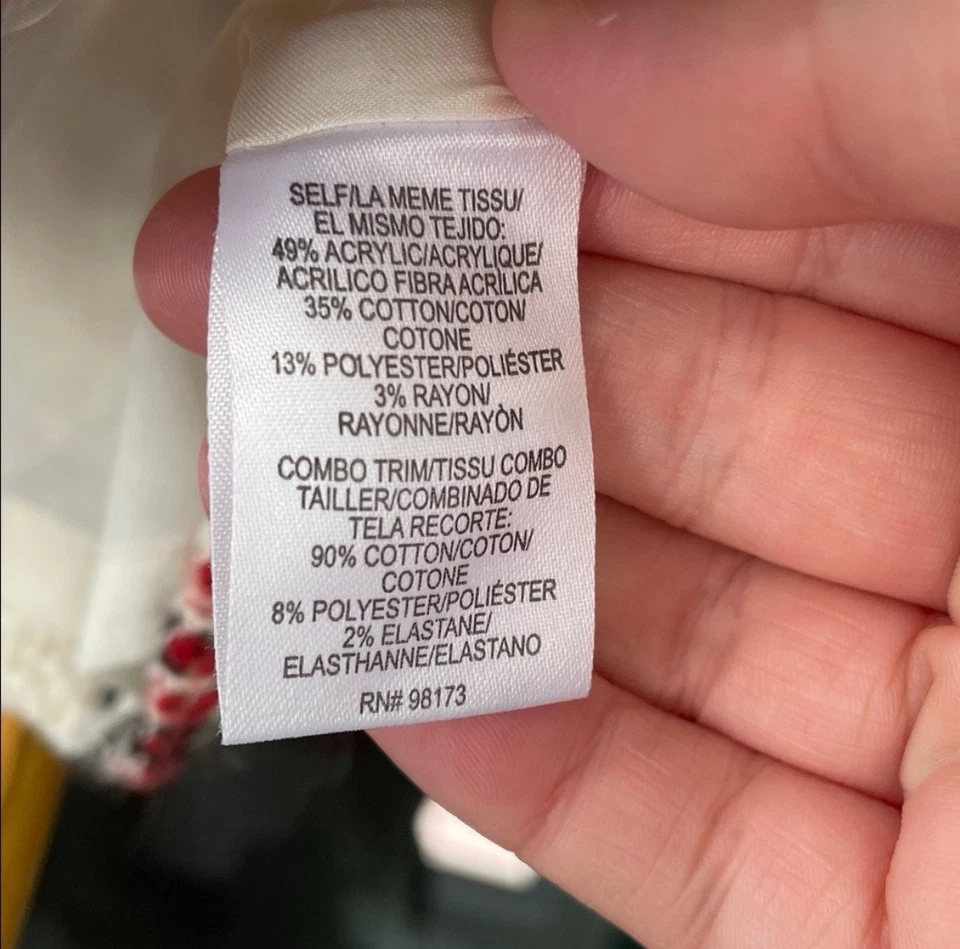 SELF/LA MEME TISSU/
EL MISMO TEJIDO:
49% ACRYLIC/ACRYLIQUE/
ACRILICO FIBRA ACRÌLICA
35% COTTON/COTON/
COTONE
13% POLYESTER/POLIÉSTER
3% RAYON/
RAYONNE/RAYÒN
COMBO TRIM/TISSU COMBO
TAILLER/COMBINADO DE
TELA RECORTE:
90% COTTON/COTON/
COTONE
8% POLYESTER/POLIÉSTER
2% ELASTANE/
ELASTHANNE/ELASTANO
RN# 98173